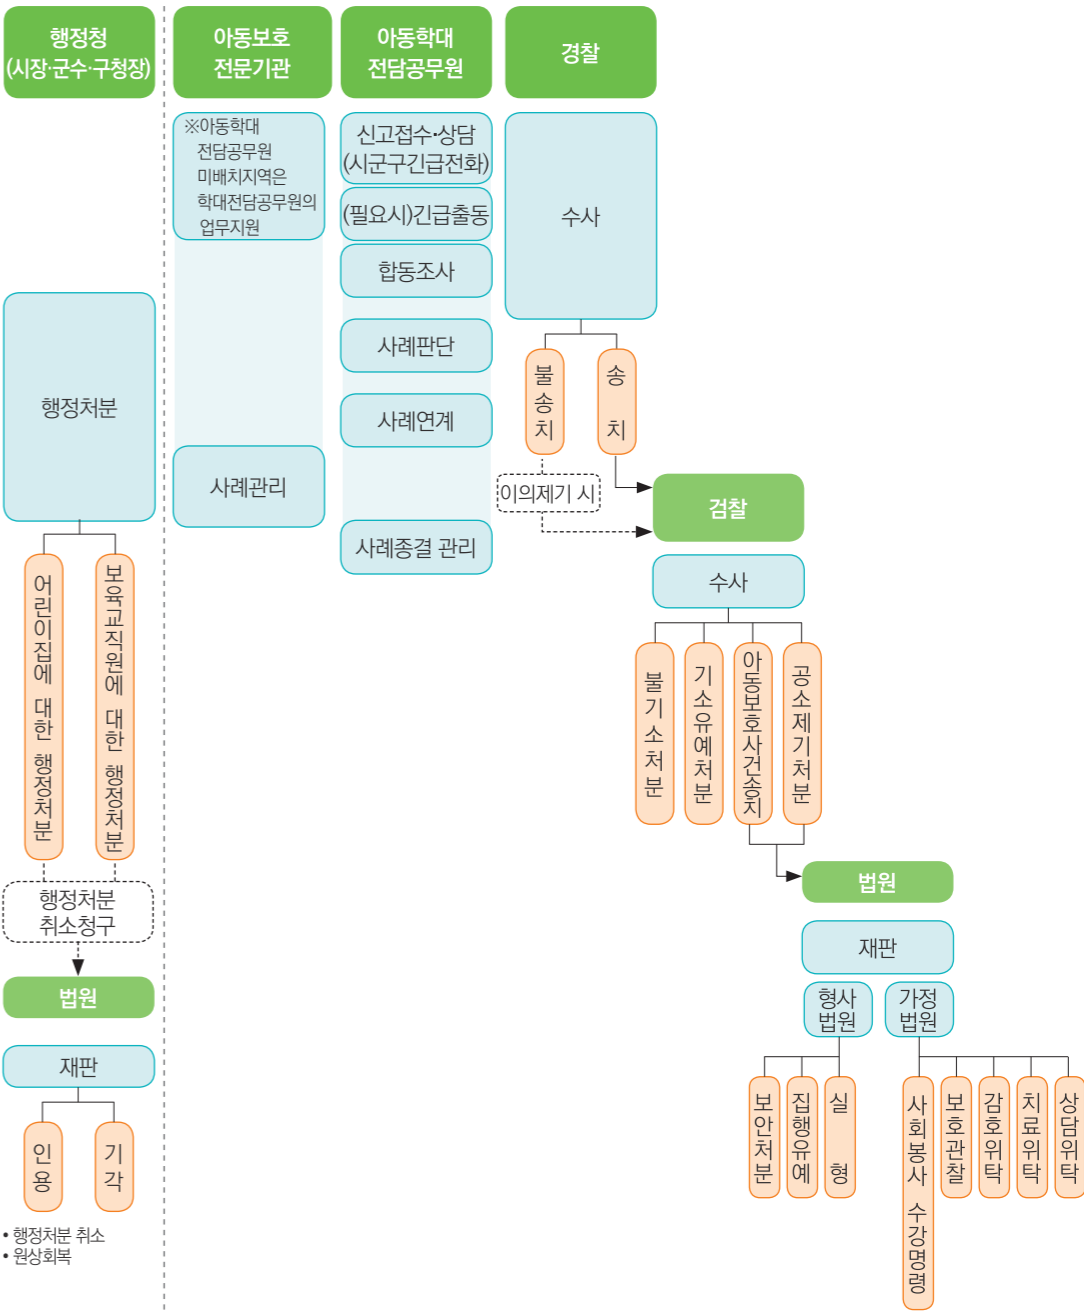 행정청
(시장·군수·구청장)
아동보호
전문기관
아동학대
전담공무원
경찰
※아동학대
전담공무원
미배치지역은
학대전담공무원의
업무지원
신고접수·상담
(시군구긴급전화)
(필요시)긴급출동
합동조사
사례판단
사례연계
사례종결 관리
사례관리
수사
불송치
송 치
이의제기 시
검찰
수사
불기소처분
기소유예처분
아동보호사건송치
공소제기처분
법원
재판
형사
법원
가정
법원
보안처분
집행유예
실 형
사회봉사 수강명령
보호관찰
감호위탁
치료위탁
상담위탁
행정처분
어린이집에 대한 행정처분
보육교직원에 대한 행정처분
행정처분
취소청구
법원
재판
인용
기각
• 행정처분 취소
• 원상회복